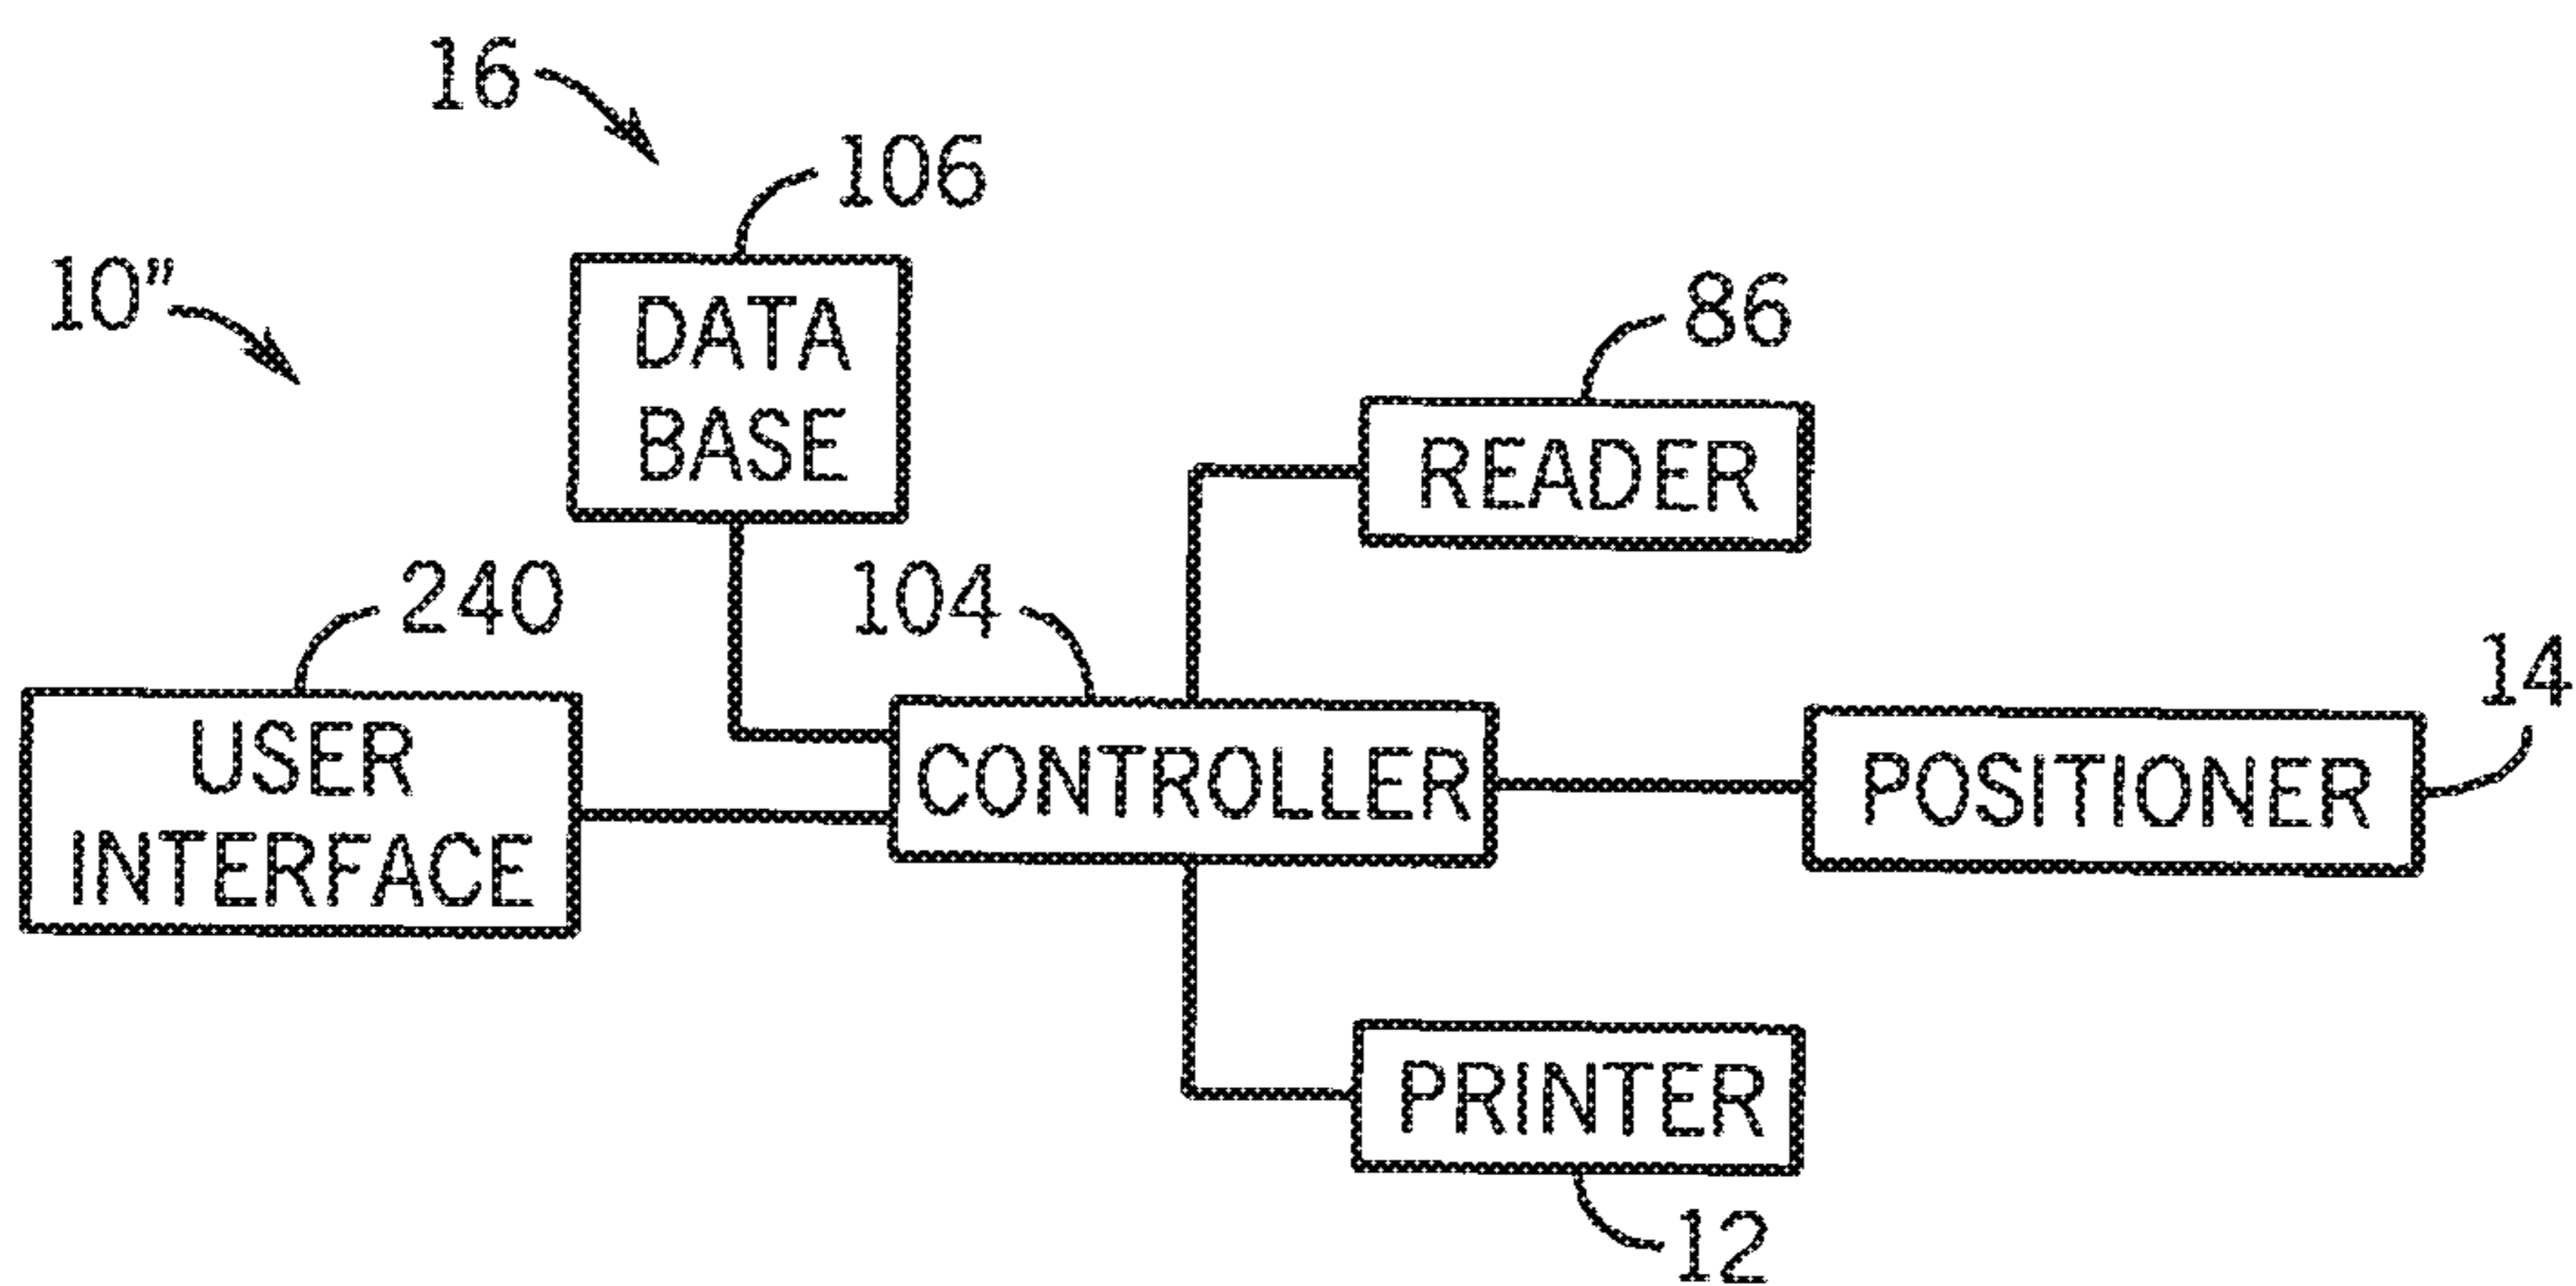 16
106
10"
DATA
BASE
86
READER
240
104
14
USER
INTERFACE
CONTROLLER
POSITIONER
PRINTER
12